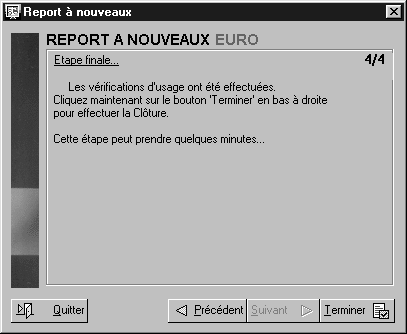 Report à nouveaux
REPORT A NOUVEAUX EURO
Etape finale... 4/4
Les vérifications d'usage ont été effectuées.
Cliquez maintenant sur le bouton 'Terminer' en bas à droite
pour effectuer la Clôture.
Cette étape peut prendre quelques minutes...
Quitter Précédent Suivant Terminer